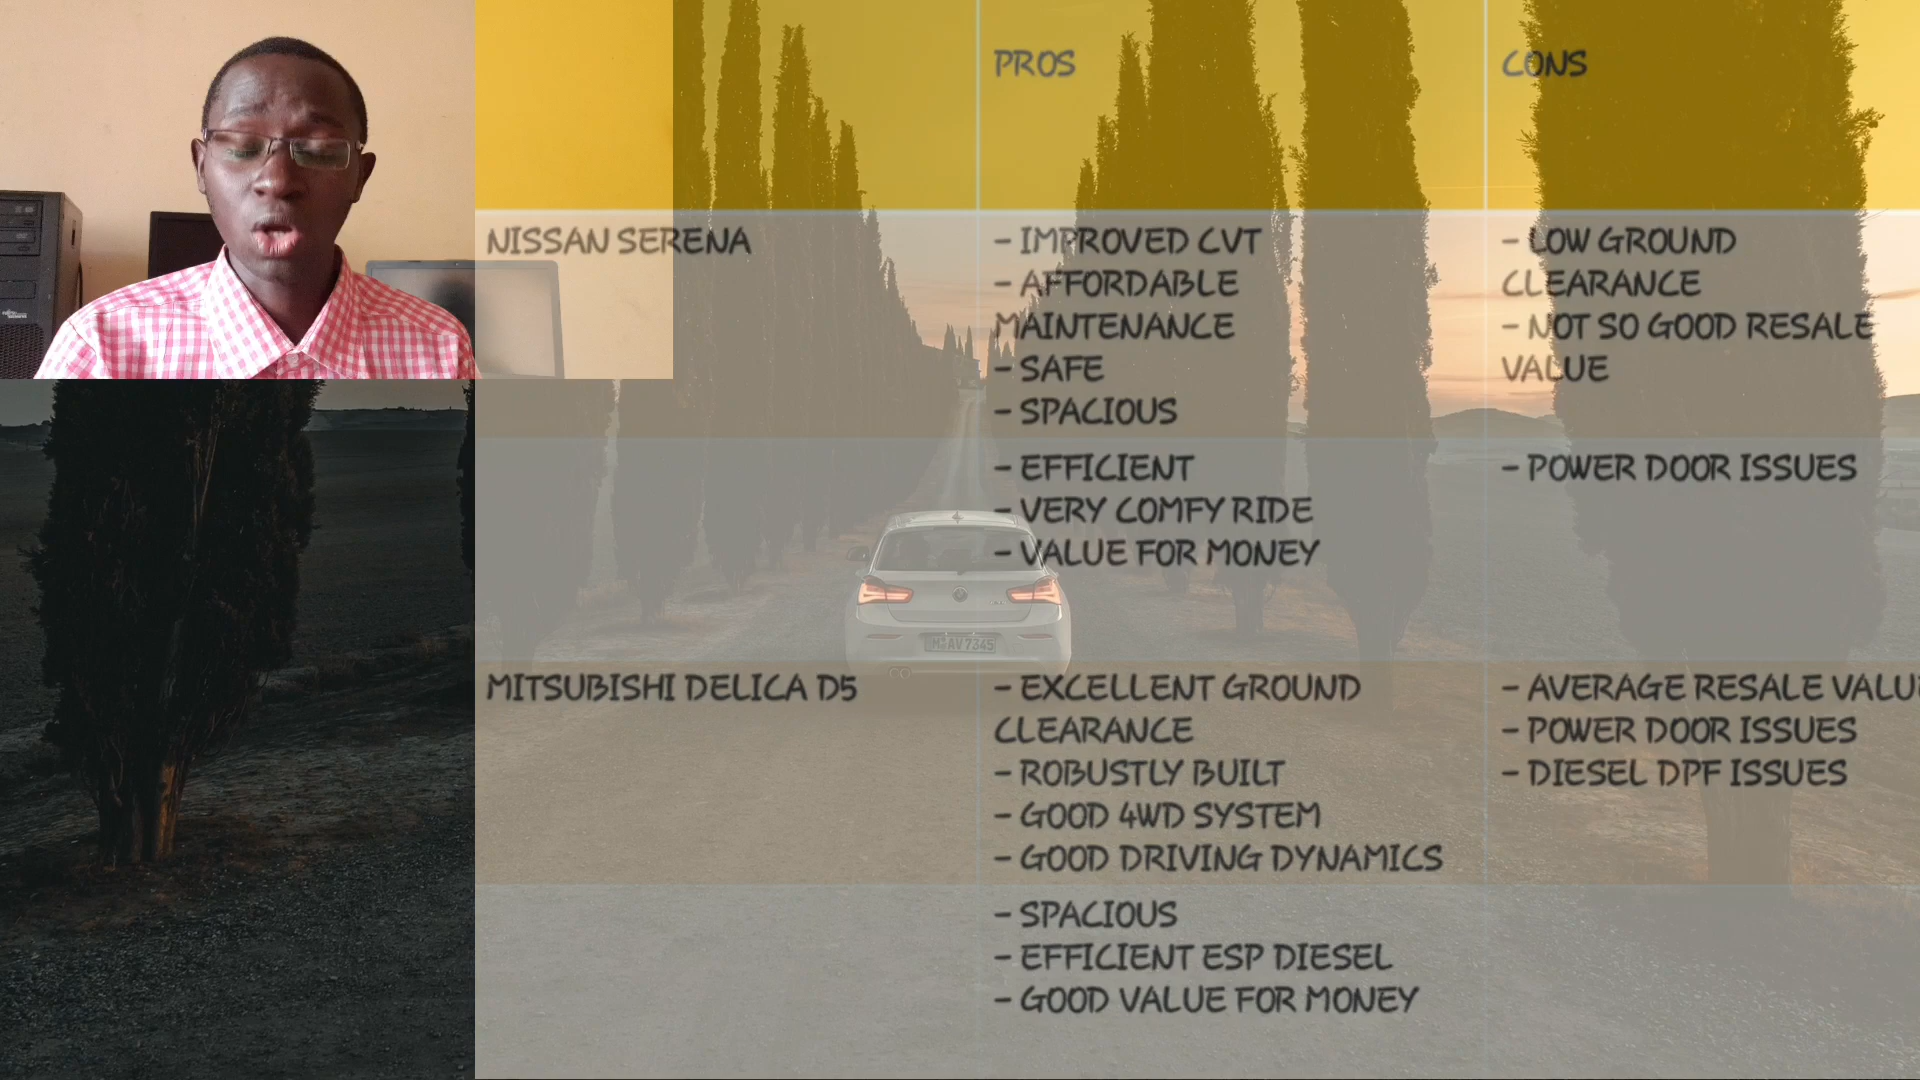 PROS
CONS
NISSAN SERENA
- IMPROVED CVT
- AFFORDABLE
MAINTENANCE
- SAFE
- SPACIOUS
- LOW GROUND
CLEARANCE
- NOT SO GOOD RESALE
VALUE
- EFFICIENT
- VERY COMFY RIDE
- VALUE FOR MONEY
- POWER DOOR ISSUES
MITSUBISHI DELICA D5
- EXCELLENT GROUND
CLEARANCE
- ROBUSTLY BUILT
- GOOD 4WD SYSTEM
- GOOD DRIVING DYNAMICS
- AVERAGE RESALE VALUE
- POWER DOOR ISSUES
- DIESEL DPF ISSUES
- SPACIOUS
- EFFICIENT ESP DIESEL
- GOOD VALUE FOR MONEY
AV 7345